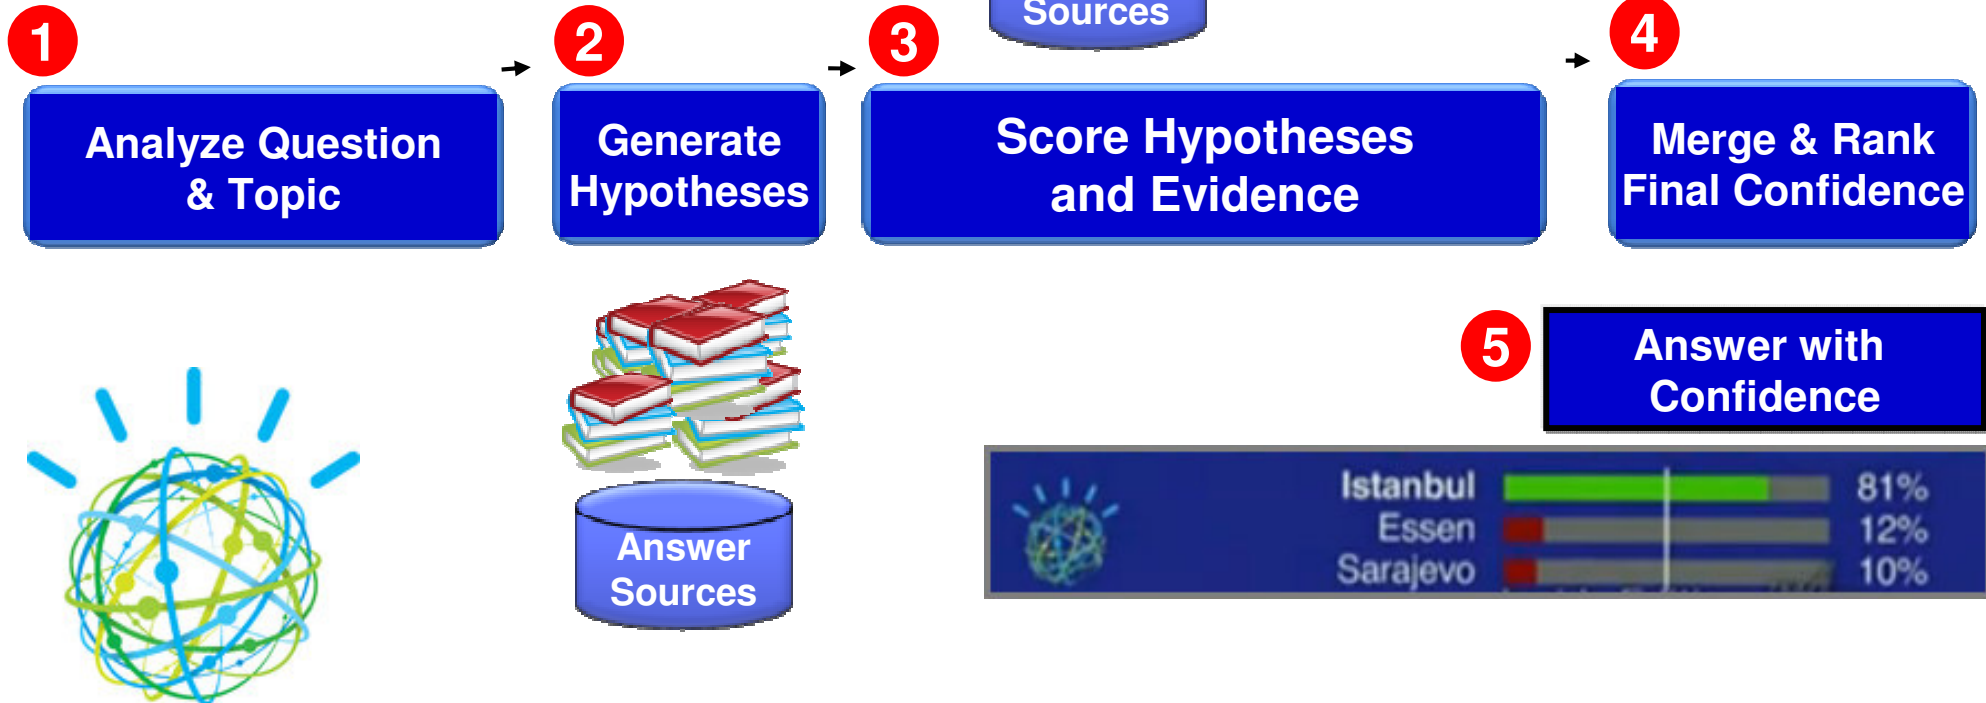 Sources
1
2
3
4
Analyze Question
& Topic
Generate
Hypotheses
Score Hypotheses
and Evidence
Merge & Rank
Final Confidence
5
Answer with
Confidence
Answer
Sources
Istanbul 81%
Essen 12%
Sarajevo 10%